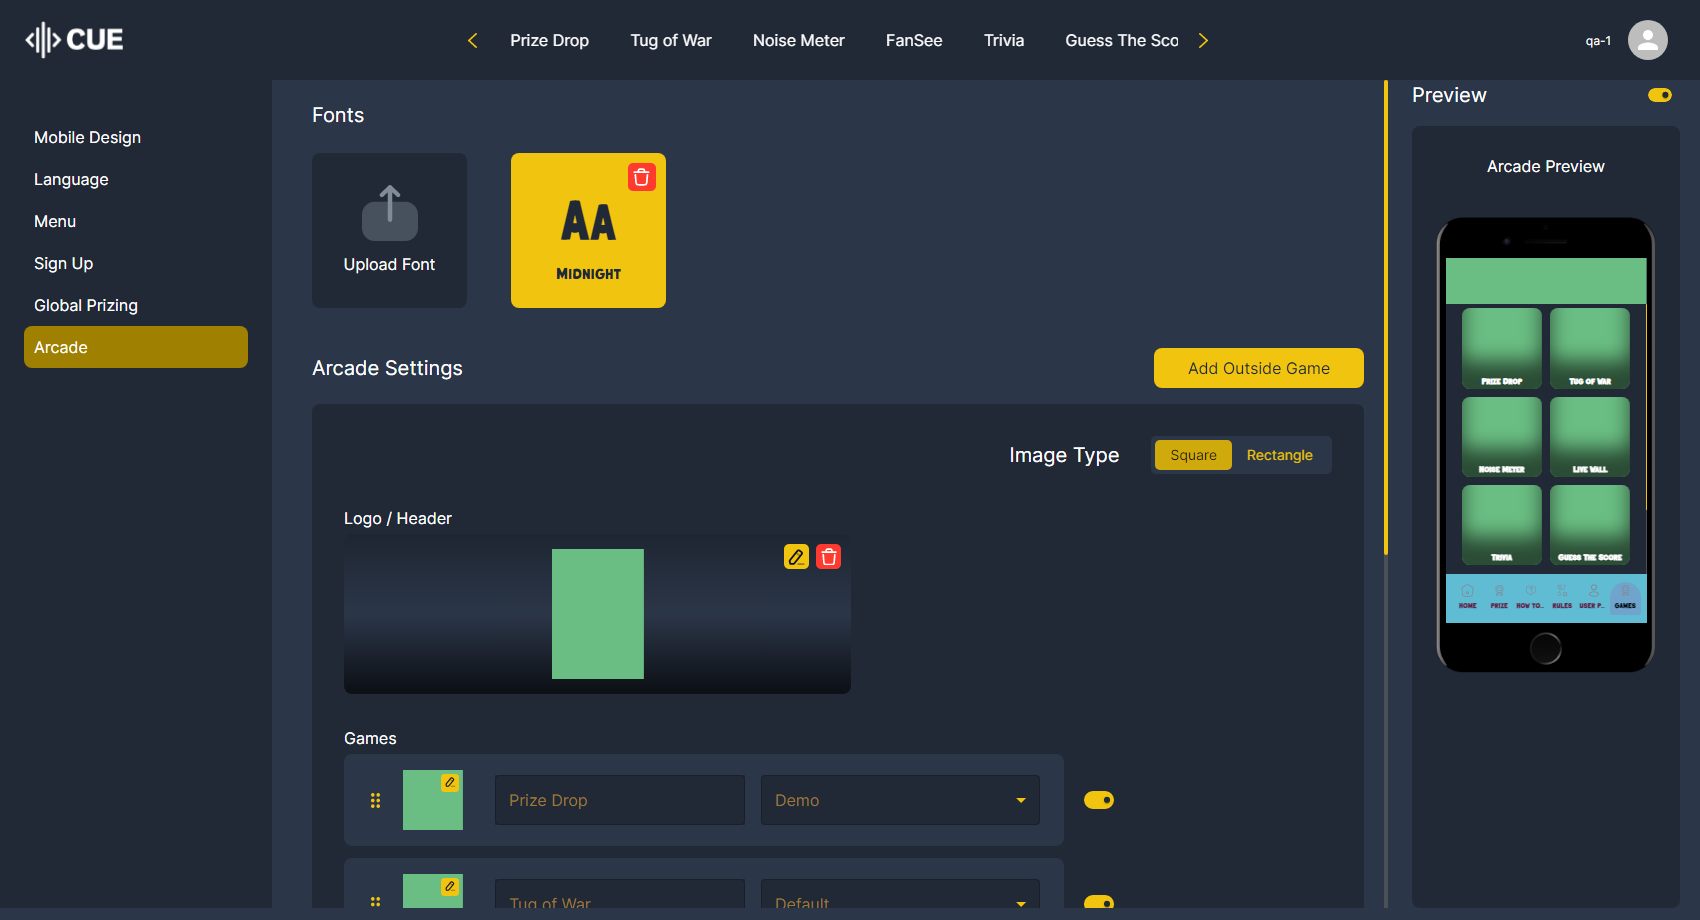 CUE
Prize Drop
Tug of War
Noise Meter
FanSee
Trivia
Guess The Sco
qa-1
Mobile Design
Language
Menu
Sign Up
Global Prizing
Arcade
Fonts
Upload Font
AA
MIDNIGHT
Arcade Settings
Add Outside Game
Image Type
Square
Rectangle
Logo / Header
Games
Prize Drop
Demo
Tug of War
Default
Preview
Arcade Preview
PRIZE DROP
TUG OF WAR
NOISE METER
LIVE WALL
TRIVIA
GUESS THE SCORE
HOME
PRIZE
HOW TO..
RULES
USER P..
GAMES